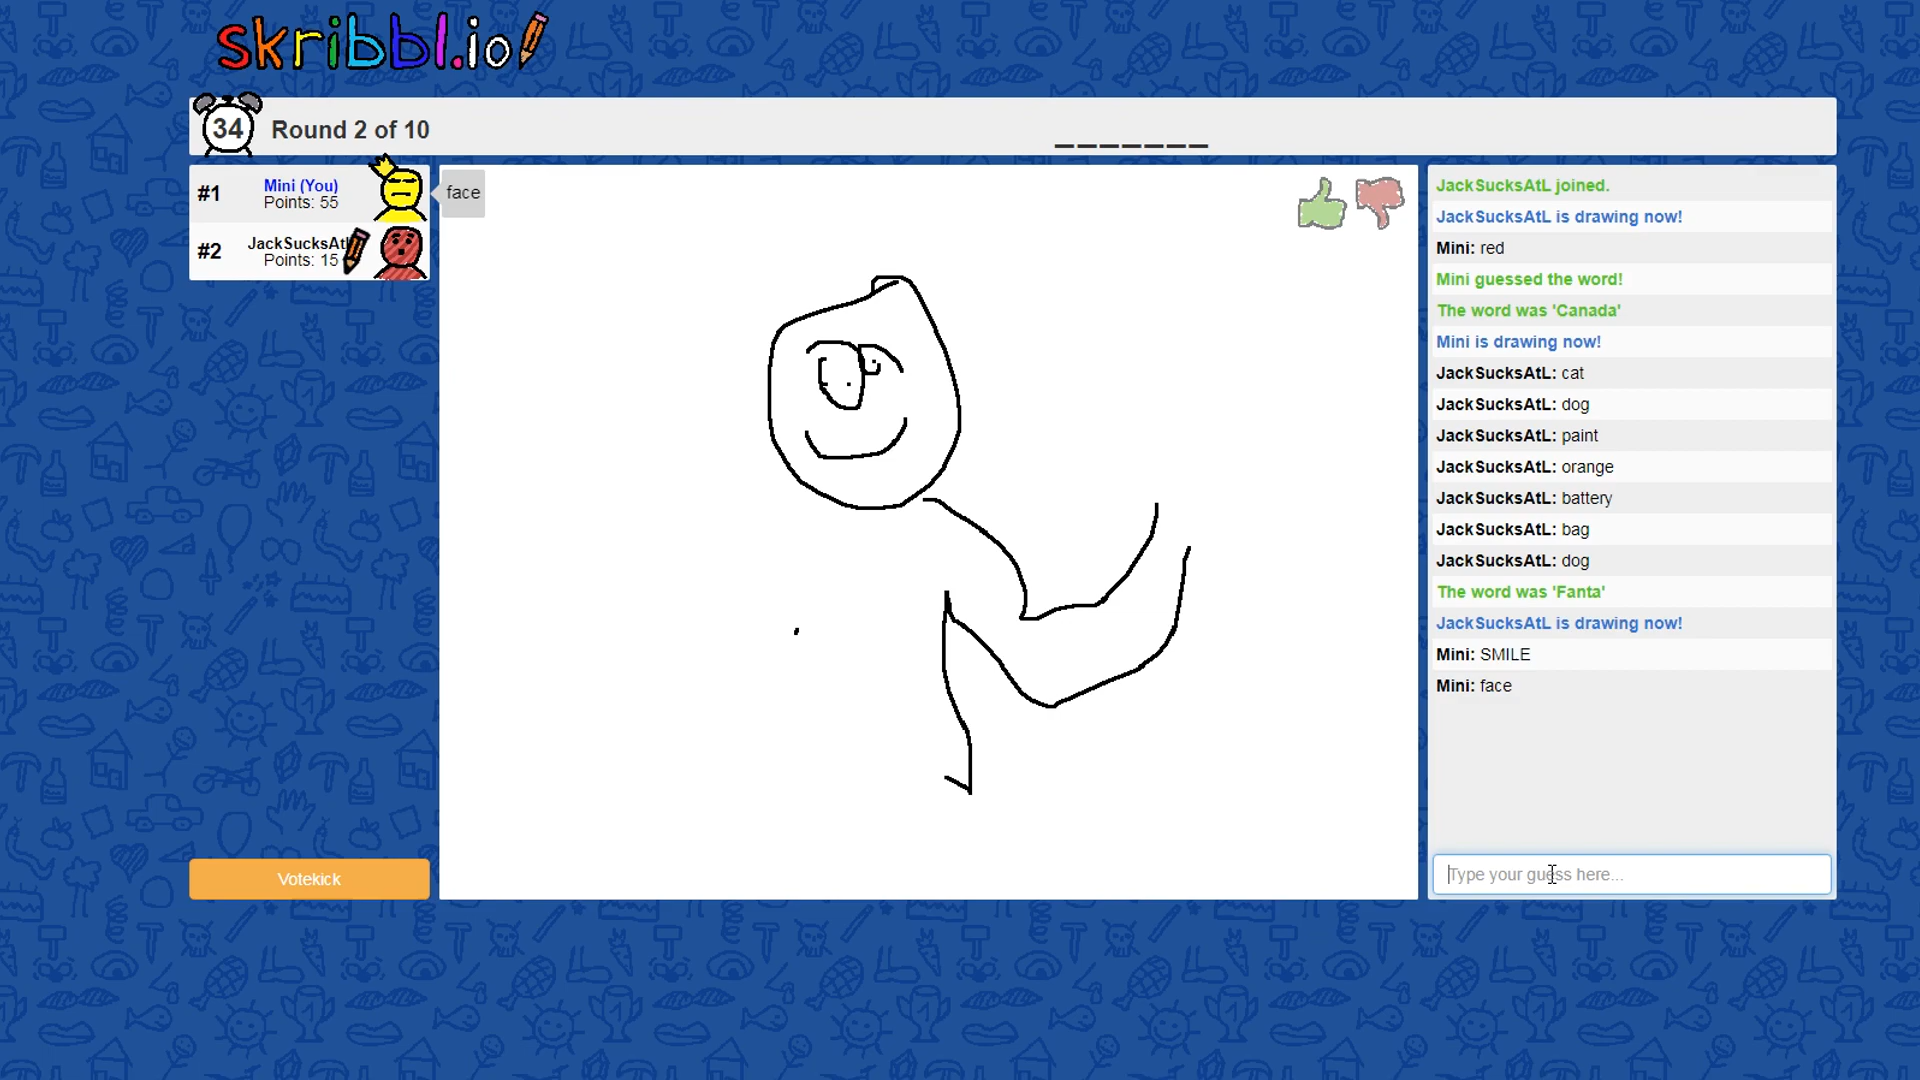 skribbl.io
34
Round 2 of 10
_______
#1
Mini (You)
Points: 55
#2
JackSucksAtL
Points: 15
face
Votekick
JackSucksAtL joined.
JackSucksAtL is drawing now!
Mini: red
Mini guessed the word!
The word was 'Canada'
Mini is drawing now!
JackSucksAtL: cat
JackSucksAtL: dog
JackSucksAtL: paint
JackSucksAtL: orange
JackSucksAtL: battery
JackSucksAtL: bag
JackSucksAtL: dog
The word was 'Fanta'
JackSucksAtL is drawing now!
Mini: SMILE
Mini: face
Type your guess here...